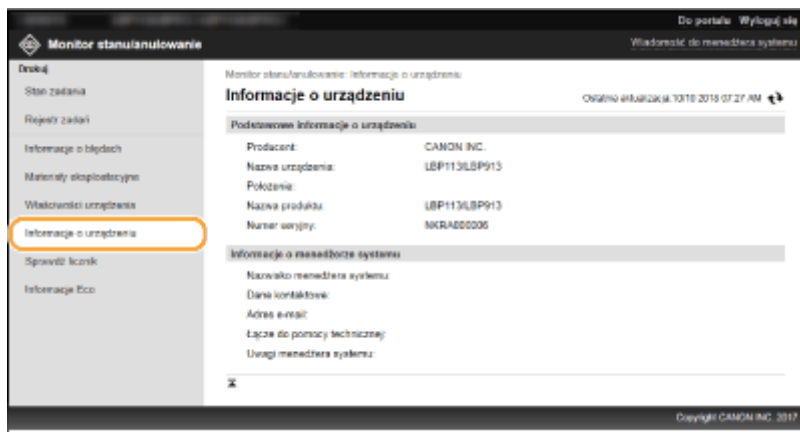 Do portalu Wyloguj się
Monitor stanu/anulowanie
Wiadomość do menedżera systemu
Drukuj
Stan zadania
Rejestr zadań
Informacje o błędach
Materiały eksploatacyjne
Właściwości urządzenia
Informacje o urządzeniu
Sprawdź licznik
Informacje Eco
Monitor stanu/anulowanie: Informacje o urządzeniu
Informacje o urządzeniu
Ostatnia aktualizacja: 10/10 2018 07:27 AM
Podstawowe informacje o urządzeniu
Producent: CANON INC.
Nazwa urządzenia: LBP113/LBP913
Położenie:
Nazwa produktu: LBP113/LBP913
Numer seryjny: NKRA000006
Informacje o menedżerze systemu
Nazwisko menedżera systemu:
Dane kontaktowe:
Adres e-mail:
Łącze do pomocy technicznej:
Uwagi menedżera systemu:
Copyright CANON INC. 2017